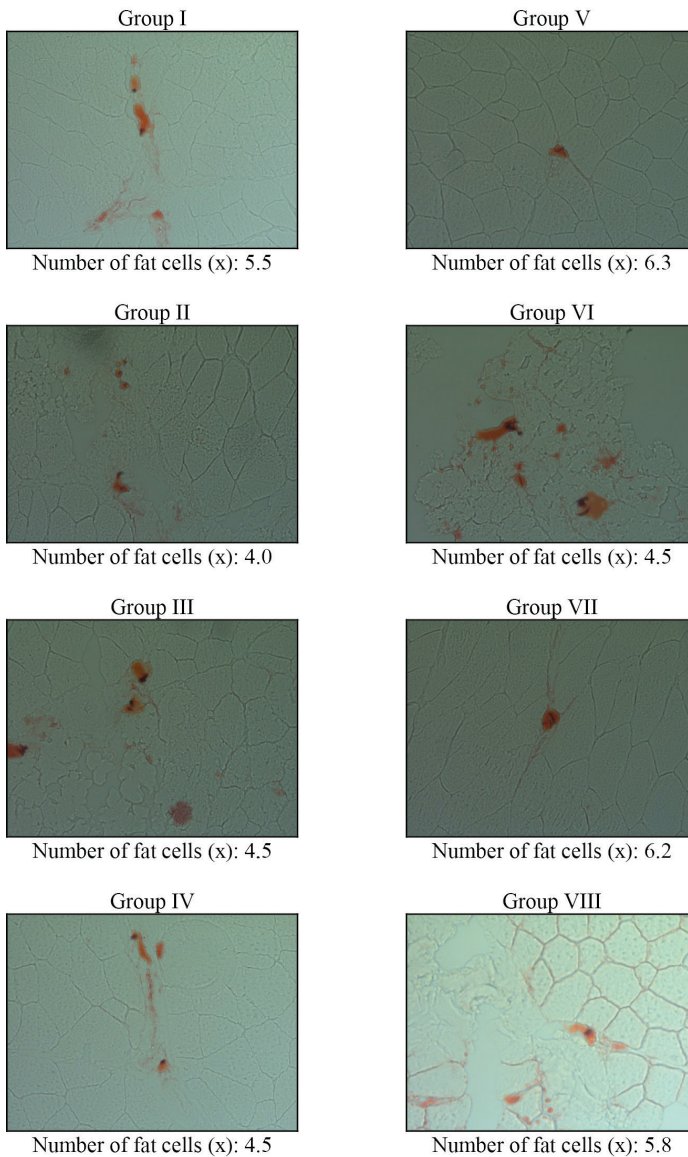 Group I
Number of fat cells (x): 5.5
Group II
Number of fat cells (x): 4.0
Group III
Number of fat cells (x): 4.5
Group IV
Number of fat cells (x): 4.5
Group V
Number of fat cells (x): 6.3
Group VI
Number of fat cells (x): 4.5
Group VII
Number of fat cells (x): 6.2
Group VIII
Number of fat cells (x): 5.8